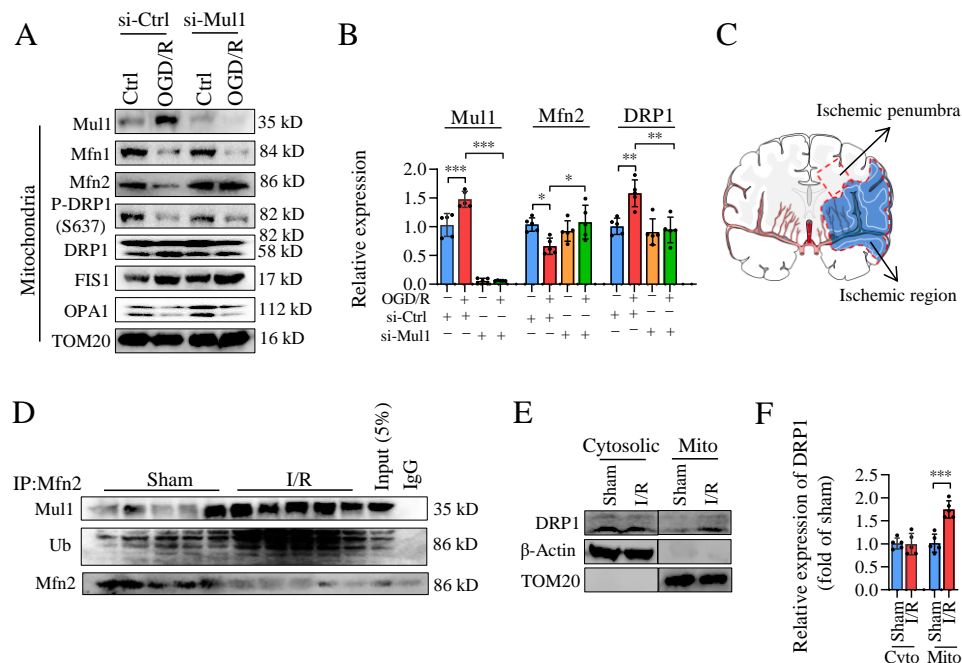 A
si-Ctrl si-Mul1
Ctrl OGD/R Ctrl OGD/R
Mitochondria
Mul1 35 kD
Mfn1 84 kD
Mfn2 86 kD
P-DRP1 (S637) 82 kD
DRP1 82 kD 58 kD
FIS1 17 kD
OPA1 112 kD
TOM20 16 kD
B
Mul1 Mfn2 DRP1
*** *** * * ** **
Relative expression
2.0
1.5
1.0
0.5
0.0
OGD/R − + − + − + − + − + − +
si-Ctrl + + − − + + − − + + − −
si-Mul1 − − + + − − + + − − + +
C
Ischemic penumbra
Ischemic region
D
IP:Mfn2 Sham I/R Input (5%) IgG
Mul1 35 kD
Ub 86 kD
Mfn2 86 kD
E
Cytosolic Mito
Sham I/R Sham I/R
DRP1
β-Actin
TOM20
F
Relative expression of DRP1
(fold of sham)
2.5
2.0
1.5
1.0
0.5
0.0
***
Sham I/R Sham I/R
Cyto Mito